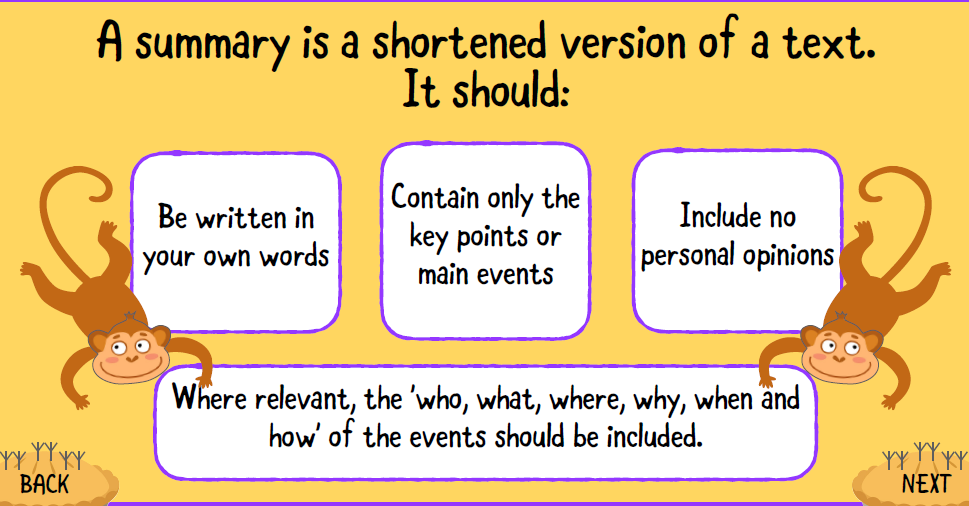 A summary is a shortened version of a text.
It should:
Be written in
your own words
Contain only the
key points or
main events
Include no
personal opinions
Where relevant, the 'who, what, where, why, when and
how' of the events should be included.
BACK
NEXT